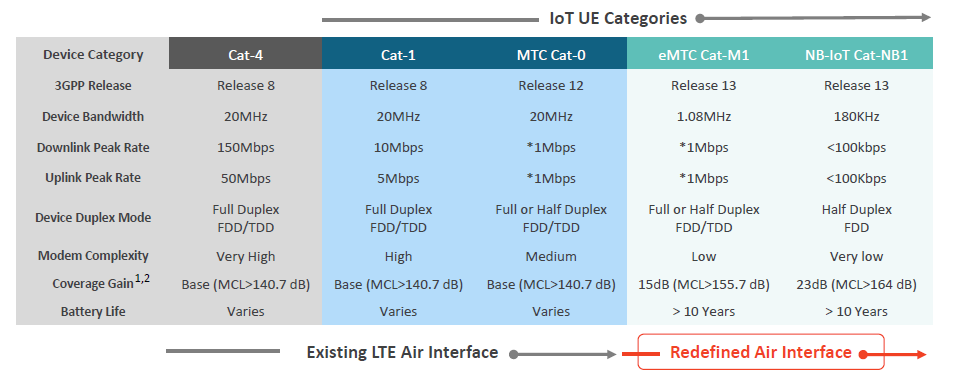 IoT UE Categories
Device Category Cat-4 Cat-1 MTC Cat-0 eMTC Cat-M1 NB-IoT Cat-NB1
3GPP Release Release 8 Release 8 Release 12 Release 13 Release 13
Device Bandwidth 20MHz 20MHz 20MHz 1.08MHz 180KHz
Downlink Peak Rate 150Mbps 10Mbps *1Mbps *1Mbps <100kbps
Uplink Peak Rate 50Mbps 5Mbps *1Mbps *1Mbps <100Kbps
Device Duplex Mode Full Duplex Full Duplex Full or Half Duplex Full or Half Duplex Half Duplex
FDD/TDD FDD/TDD FDD/TDD FDD/TDD FDD
Modem Complexity Very High High Medium Low Very low
Coverage Gain1,2 Base (MCL>140.7 dB) Base (MCL>140.7 dB) Base (MCL>140.7 dB) 15dB (MCL>155.7 dB) 23dB (MCL>164 dB)
Battery Life Varies Varies Varies > 10 Years > 10 Years
Existing LTE Air Interface Redefined Air Interface